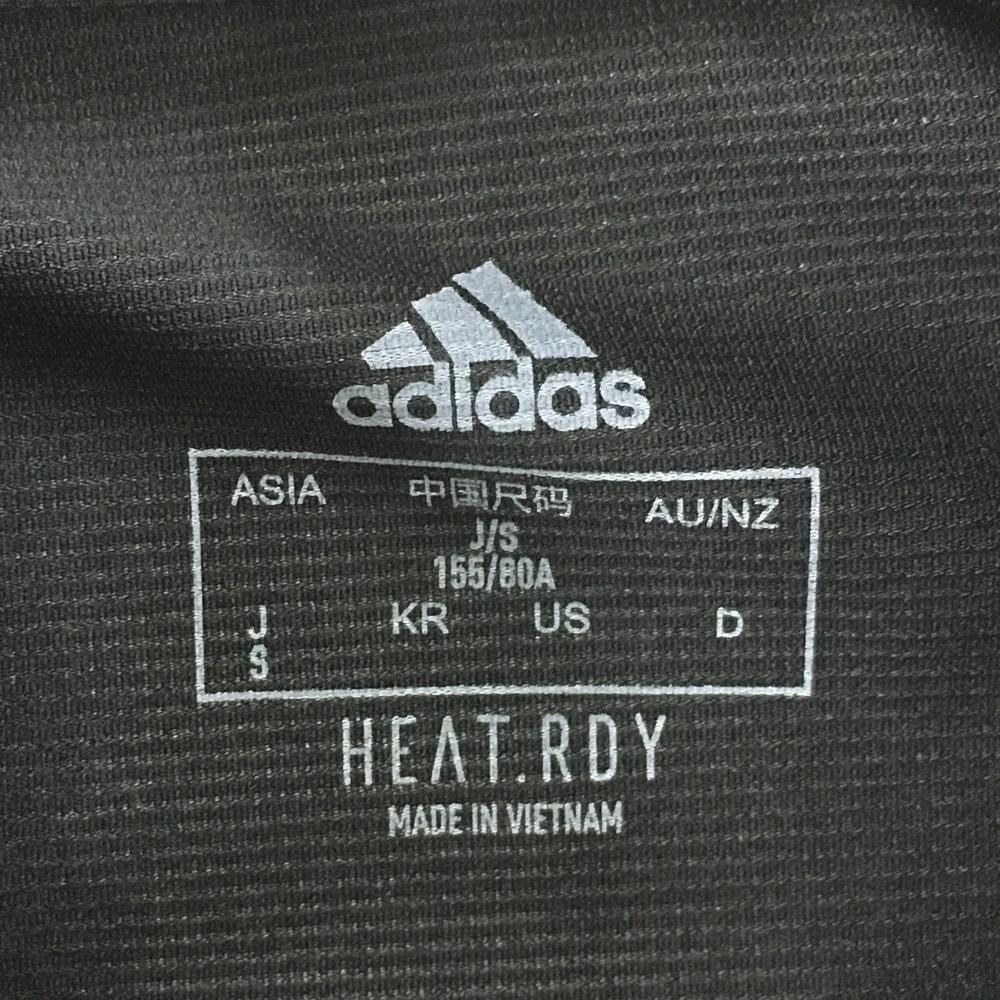 adidas
ASIA 中国尺码 AU/NZ
J/S
155/80A
J KR US D
S
HEAT.RDY
MADE IN VIETNAM